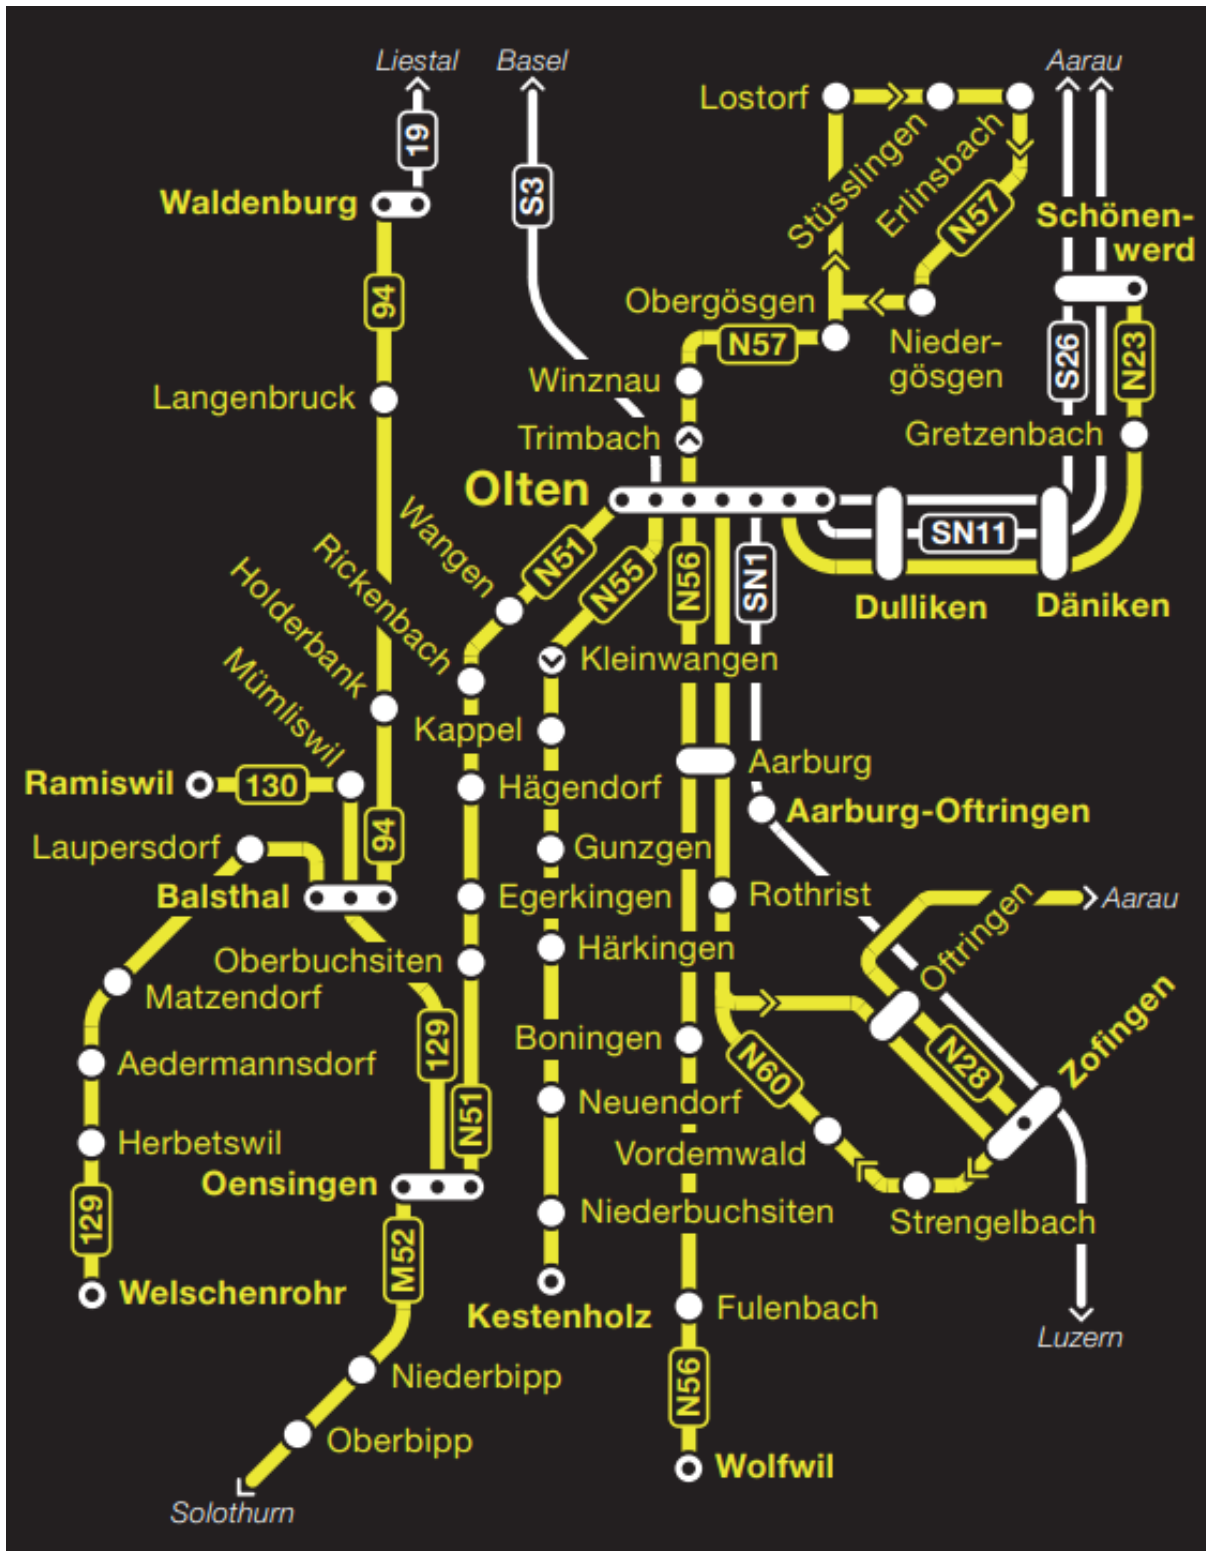 Liestal
Basel
Aarau
Lostorf
19
S3
Stüsslingen
Erlinsbach
N57
Waldenburg
Schönen-
werd
94
Obergösgen
N57
Nieder-
gösgen
S26
N23
Winznau
Langenbruck
Trimbach
Gretzenbach
Olten
Wangen
N51
N55
N56
SN1
SN11
Rickenbach
Dulliken
Däniken
Holderbank
Kleinwangen
Mümliswil
Kappel
Aarburg
Ramiswil
130
Hägendorf
Aarburg-Oftringen
94
Laupersdorf
Gunzgen
Balsthal
Egerkingen
Rothrist
Aarau
Oftringen
Härkingen
Oberbuchsiten
Matzendorf
Boningen
129
N60
N28
Zofingen
Aedermannsdorf
Neuendorf
N51
Herbetswil
Vordemwald
Oensingen
129
Niederbuchsiten
Strengelbach
M52
Welschenrohr
Kestenholz
Fulenbach
Luzern
Niederbipp
N56
Oberbipp
Wolfwil
Solothurn